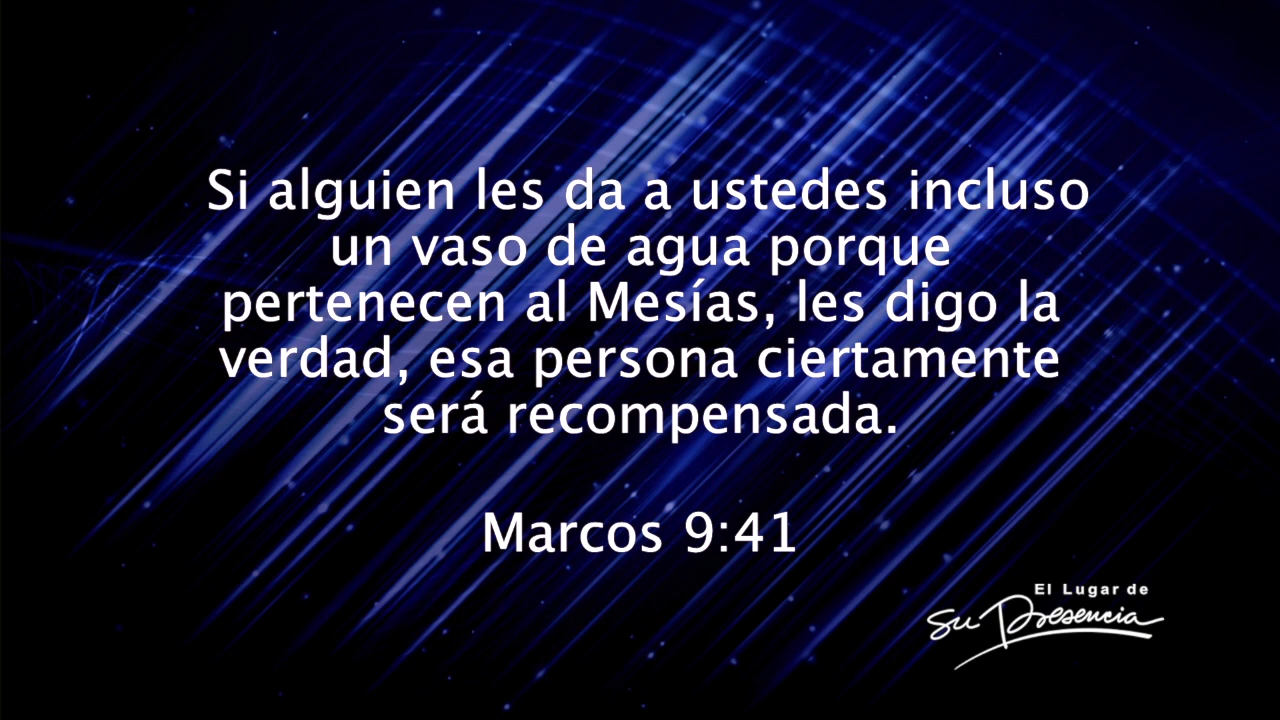 Si alguien les da a ustedes incluso
un vaso de agua porque
pertenecen al Mesías, les digo la
verdad, esa persona ciertamente
será recompensada.
Marcos 9:41
El Lugar de
Su Presencia